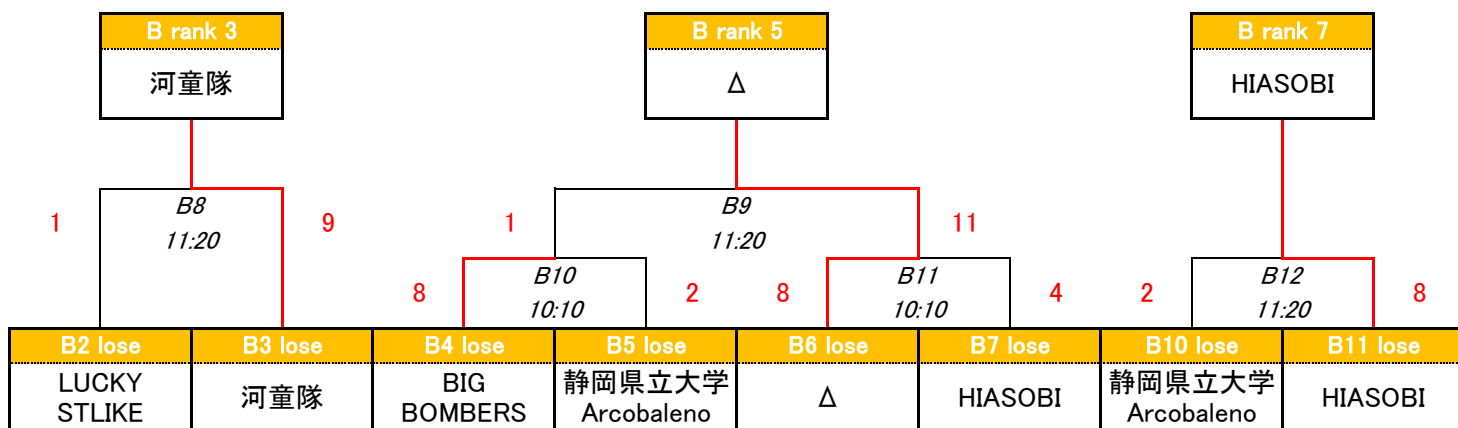 B rank 3
B rank 5
B rank 7
河童隊
Δ
HIASOBI
1
B8
11:20
9
1
B9
11:20
11
8
B10
10:10
2
8
B11
10:10
4
2
B12
11:20
8
B2 lose
B3 lose
B4 lose
B5 lose
B6 lose
B7 lose
B10 lose
B11 lose
LUCKY
STLIKE
河童隊
BIG
BOMBERS
静岡県立大学
Arcobaleno
Δ
HIASOBI
静岡県立大学
Arcobaleno
HIASOBI